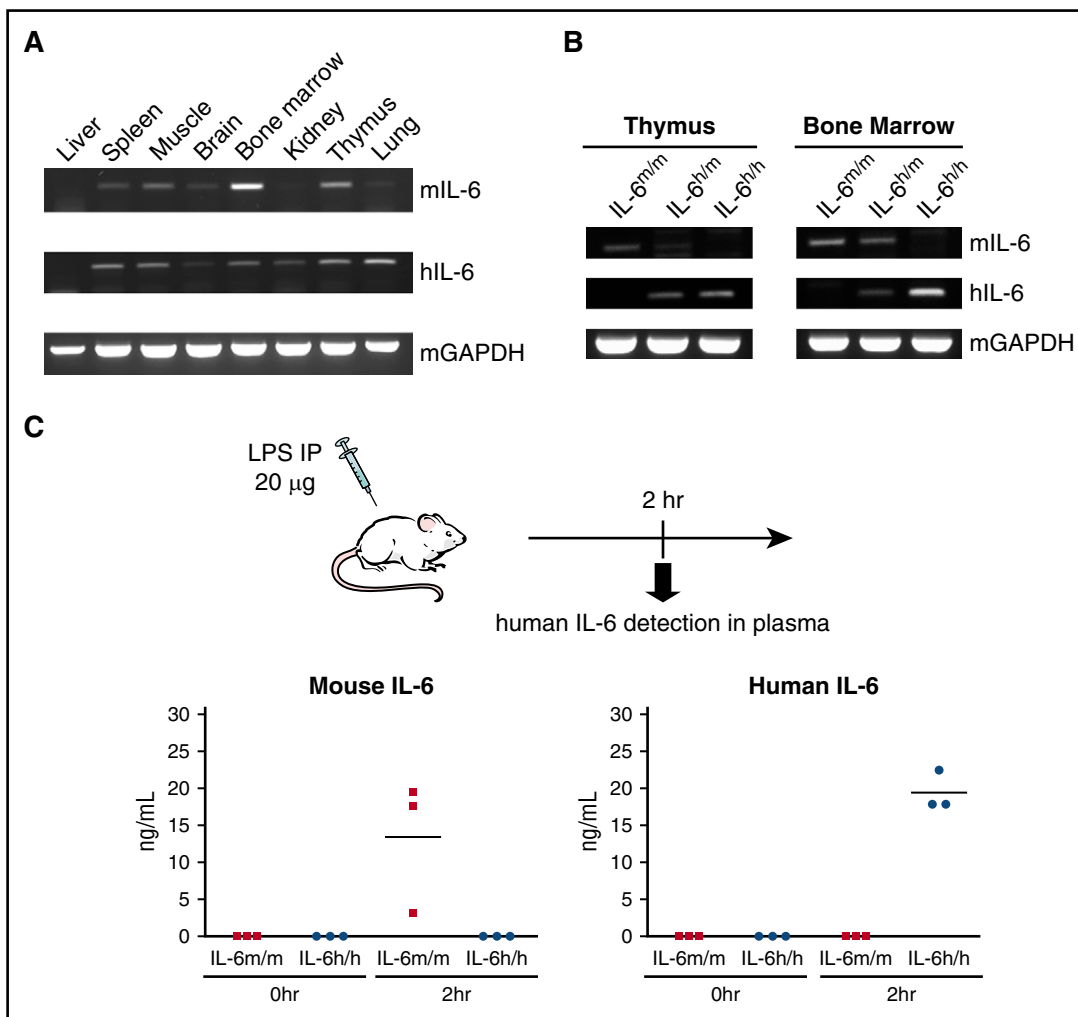 A
Liver Spleen Muscle Brain Bone marrow Kidney Thymus Lung
mIL-6
hIL-6
mGAPDH
B
Thymus Bone Marrow
IL-6m/m IL-6h/m IL-6h/h IL-6m/m IL-6h/m IL-6h/h
mIL-6
hIL-6
mGAPDH
C
LPS IP
20 μg
2 hr
human IL-6 detection in plasma
Mouse IL-6
ng/mL
30
25
20
15
10
5
0
IL-6m/m IL-6h/h IL-6m/m IL-6h/h
0hr 2hr
Human IL-6
ng/mL
30
25
20
15
10
5
0
IL-6m/m IL-6h/h IL-6m/m IL-6h/h
0hr 2hr